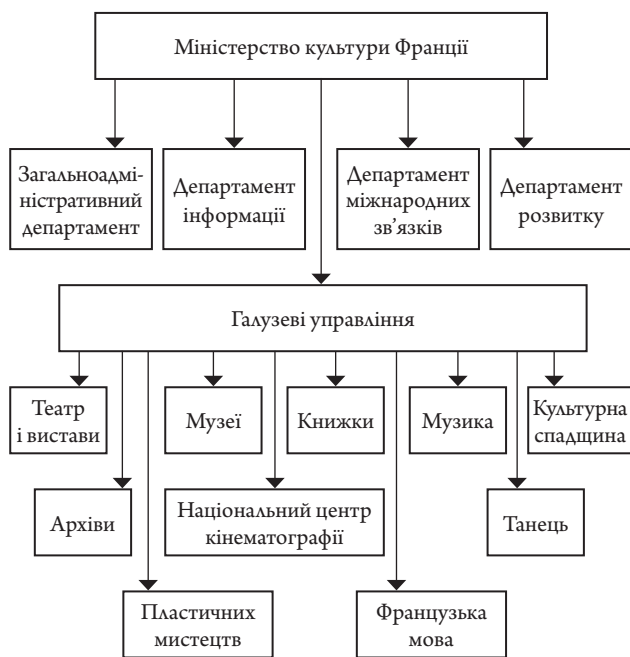 Міністерство культури Франції
Загальноадмі-
ністративний
департамент
Департамент
інформації
Департамент
міжнародних
зв’язків
Департамент
розвитку
Галузеві управління
Театр
і вистави
Музеї
Книжки
Музика
Культурна
спадщина
Архіви
Національний центр
кінематографії
Танець
Пластичних
мистецтв
Французька
мова